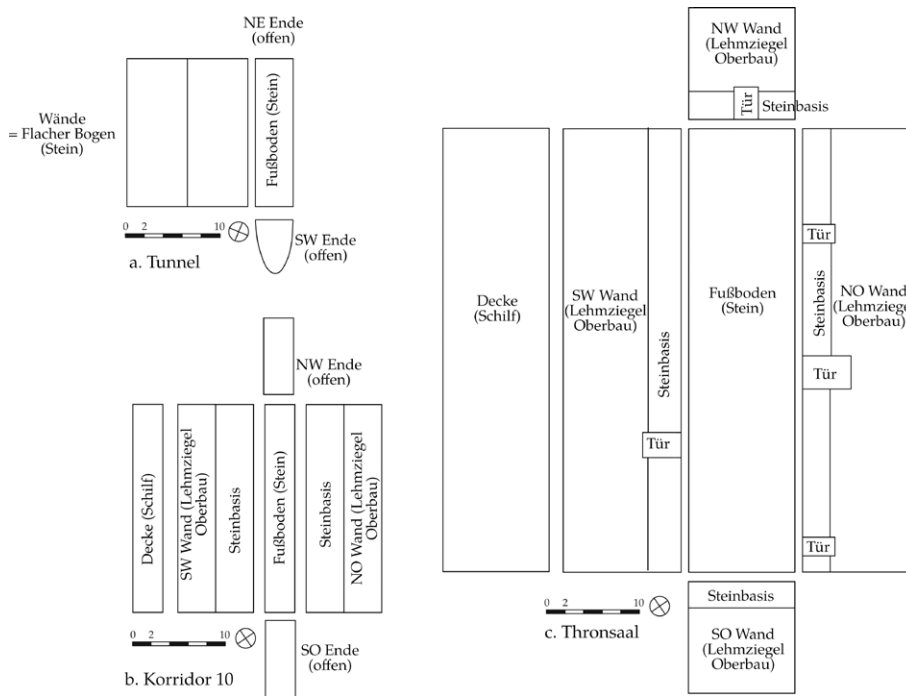 NE Ende
(offen)
Wände
= Flacher Bogen
(Stein)
Fußboden (Stein)
0 2 10
SW Ende
(offen)
a. Tunnel
NW Ende
(offen)
Decke (Schilf)
SW Wand (Lehmziegel
Oberbau)
Steinbasis
Fußboden (Stein)
Steinbasis
NO Wand (Lehmziegel
Oberbau)
0 2 10
SO Ende
(offen)
b. Korridor 10
NW Wand
(Lehmziegel
Oberbau)
Tür
Steinbasis
Decke
(Schilf)
SW Wand
(Lehmziegel
Oberbau)
Steinbasis
Tür
Fußboden
(Stein)
Tür
Steinbasis
NO Wand
(Lehmziegel
Oberbau)
Tür
Tür
0 2 10
c. Thronsaal
Steinbasis
SO Wand
(Lehmziegel
Oberbau)